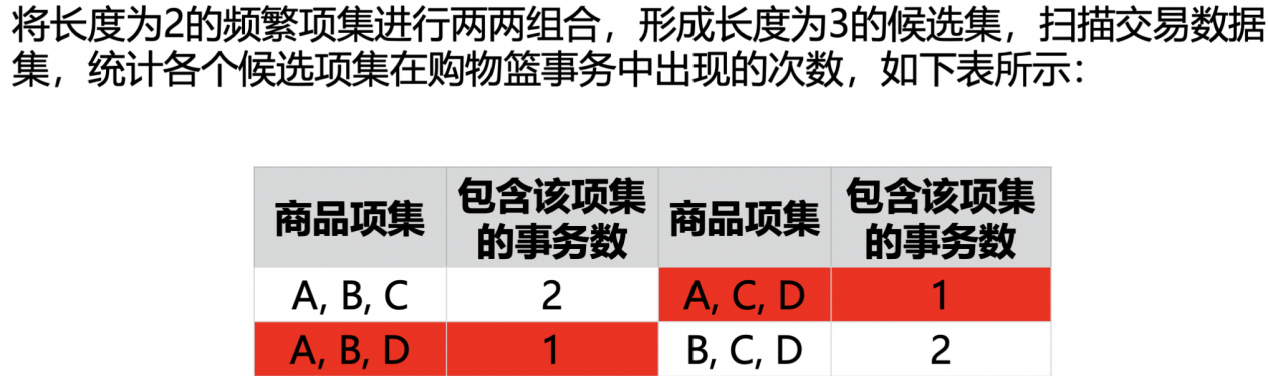 将长度为2的频繁项集进行两两组合，形成长度为3的候选集，扫描交易数据
集，统计各个候选项集在购物篮事务中出现的次数，如下表所示：
商品项集 包含该项集的事务数 商品项集 包含该项集的事务数
A, B, C 2 A, C, D 1
A, B, D 1 B, C, D 2